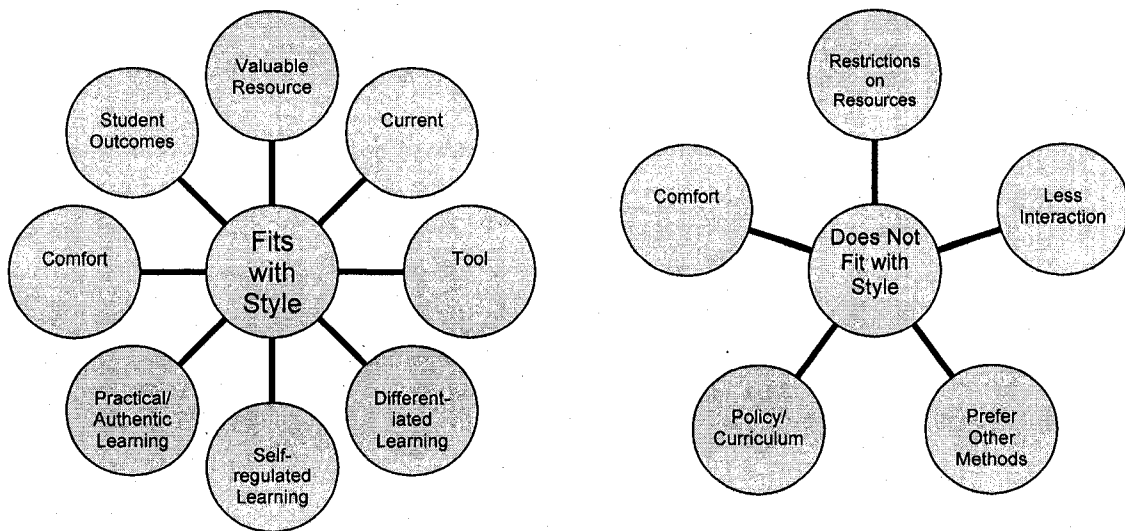 Valuable
Resource
Current
Tool
Different-
iated
Learning
Self-
regulated
Learning
Practical/
Authentic
Learning
Comfort
Student
Outcomes
Fits
with
Style
Restrictions
on
Resources
Less
Interaction
Prefer
Other
Methods
Policy/
Curriculum
Comfort
Does Not
Fit with
Style